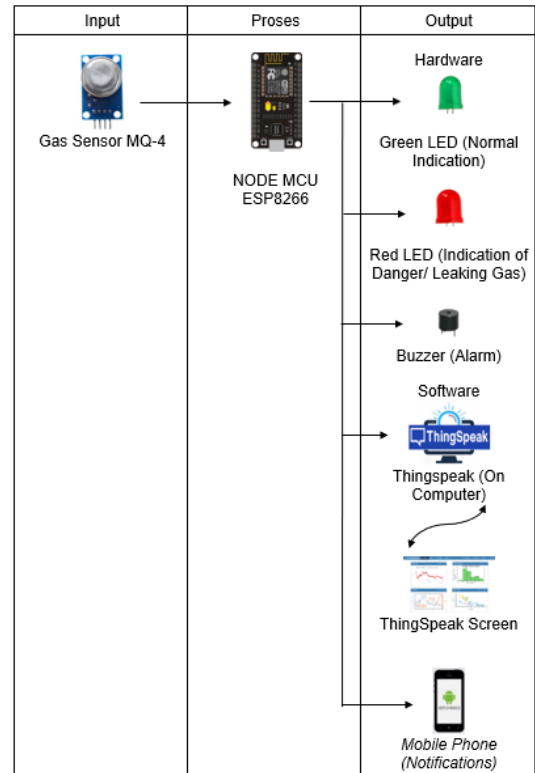 Input
Proses
Output
Gas Sensor MQ-4
NODE MCU
ESP8266
Hardware
Green LED (Normal
Indication)
Red LED (Indication of
Danger/ Leaking Gas)
Buzzer (Alarm)
Software
ThingSpeak
Thingspeak (On
Computer)
ThingSpeak Screen
Mobile Phone
(Notifications)